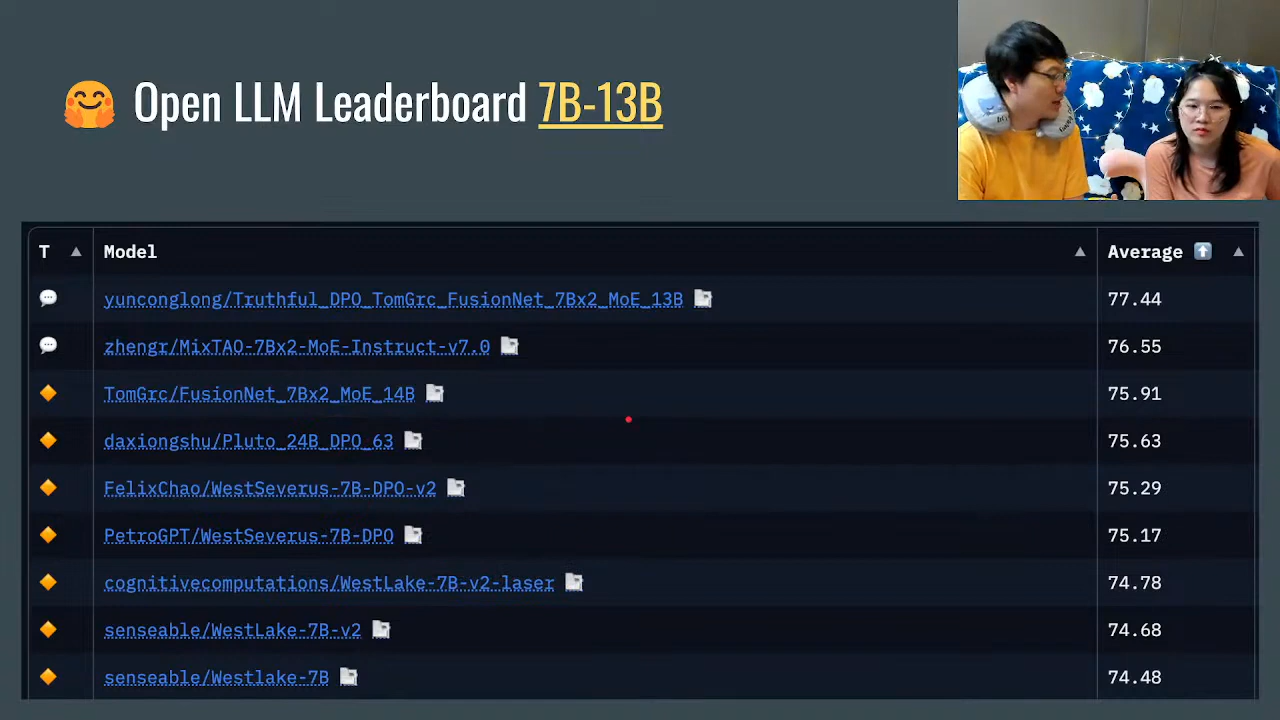 🤗 Open LLM Leaderboard 7B-13B
T ▲ Model ▲ Average ⬆️ ▲
yunconglong/Truthful_DPO_TomGrc_FusionNet_7Bx2_MoE_13B 77.44
zhengr/MixTAO-7Bx2-MoE-Instruct-v7.0 76.55
TomGrc/FusionNet_7Bx2_MoE_14B 75.91
daxiongshu/Pluto_24B_DPO_63 75.63
FelixChao/WestSeverus-7B-DPO-v2 75.29
PetroGPT/WestSeverus-7B-DPO 75.17
cognitivecomputations/WestLake-7B-v2-laser 74.78
senseable/WestLake-7B-v2 74.68
senseable/Westlake-7B 74.48